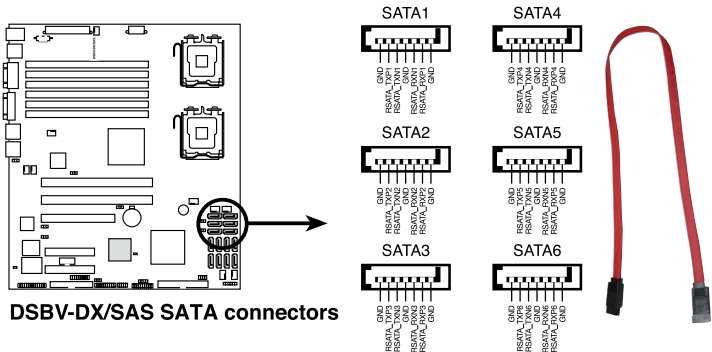 SATA1
GND
RSATA_TXP1
RSATA_TXN1
GND
RSATA_RXN1
RSATA_RXP1
GND
SATA4
GND
RSATA_TXP4
RSATA_TXN4
GND
RSATA_RXN4
RSATA_RXP4
GND
SATA2
GND
RSATA_TXP2
RSATA_TXN2
GND
RSATA_RXN2
RSATA_RXP2
GND
SATA5
GND
RSATA_TXP5
RSATA_TXN5
GND
RSATA_RXN5
RSATA_RXP5
GND
SATA3
GND
RSATA_TXP3
RSATA_TXN3
GND
RSATA_RXN3
RSATA_RXP3
GND
SATA6
GND
RSATA_TXP6
RSATA_TXN6
GND
RSATA_RXN6
RSATA_RXP6
GND
DSBV-DX/SAS SATA connectors